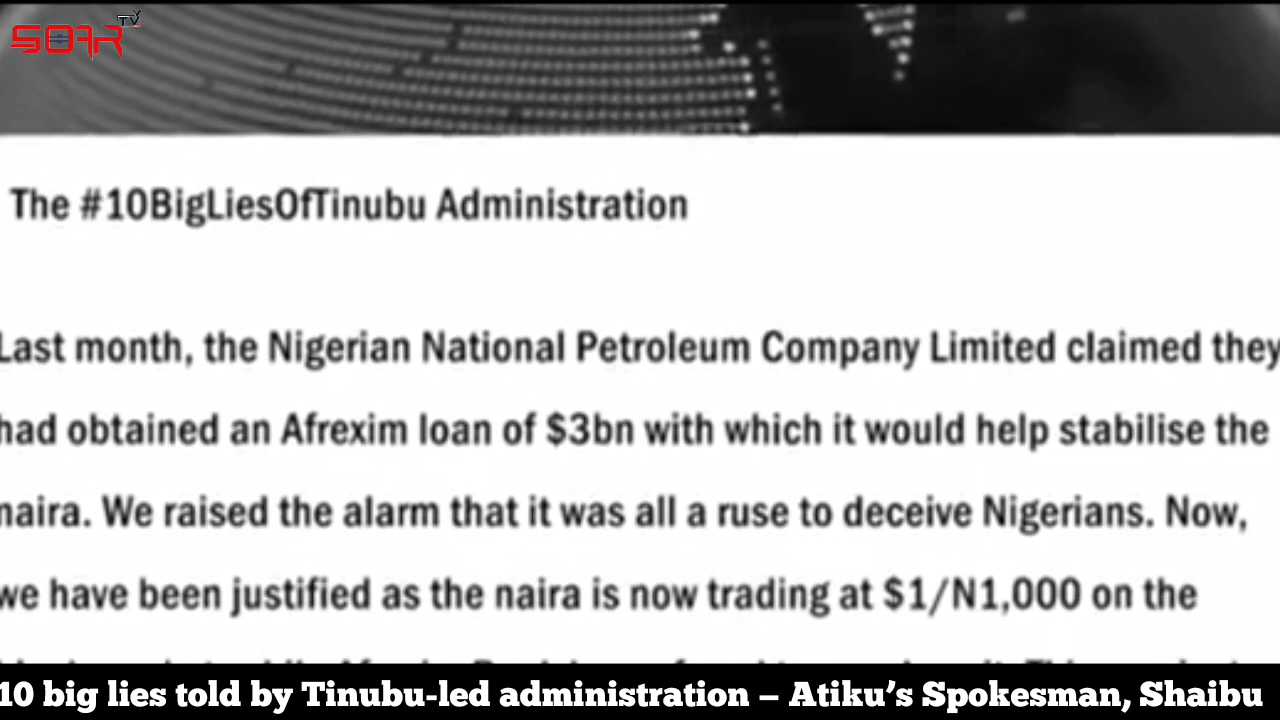 SOAR TV
The #10BigLiesOfTinubu Administration
Last month, the Nigerian National Petroleum Company Limited claimed they
had obtained an Afrexim loan of $3bn with which it would help stabilise the
naira. We raised the alarm that it was all a ruse to deceive Nigerians. Now,
we have been justified as the naira is now trading at $1/N1,000 on the
10 big lies told by Tinubu-led administration – Atiku’s Spokesman, Shaibu